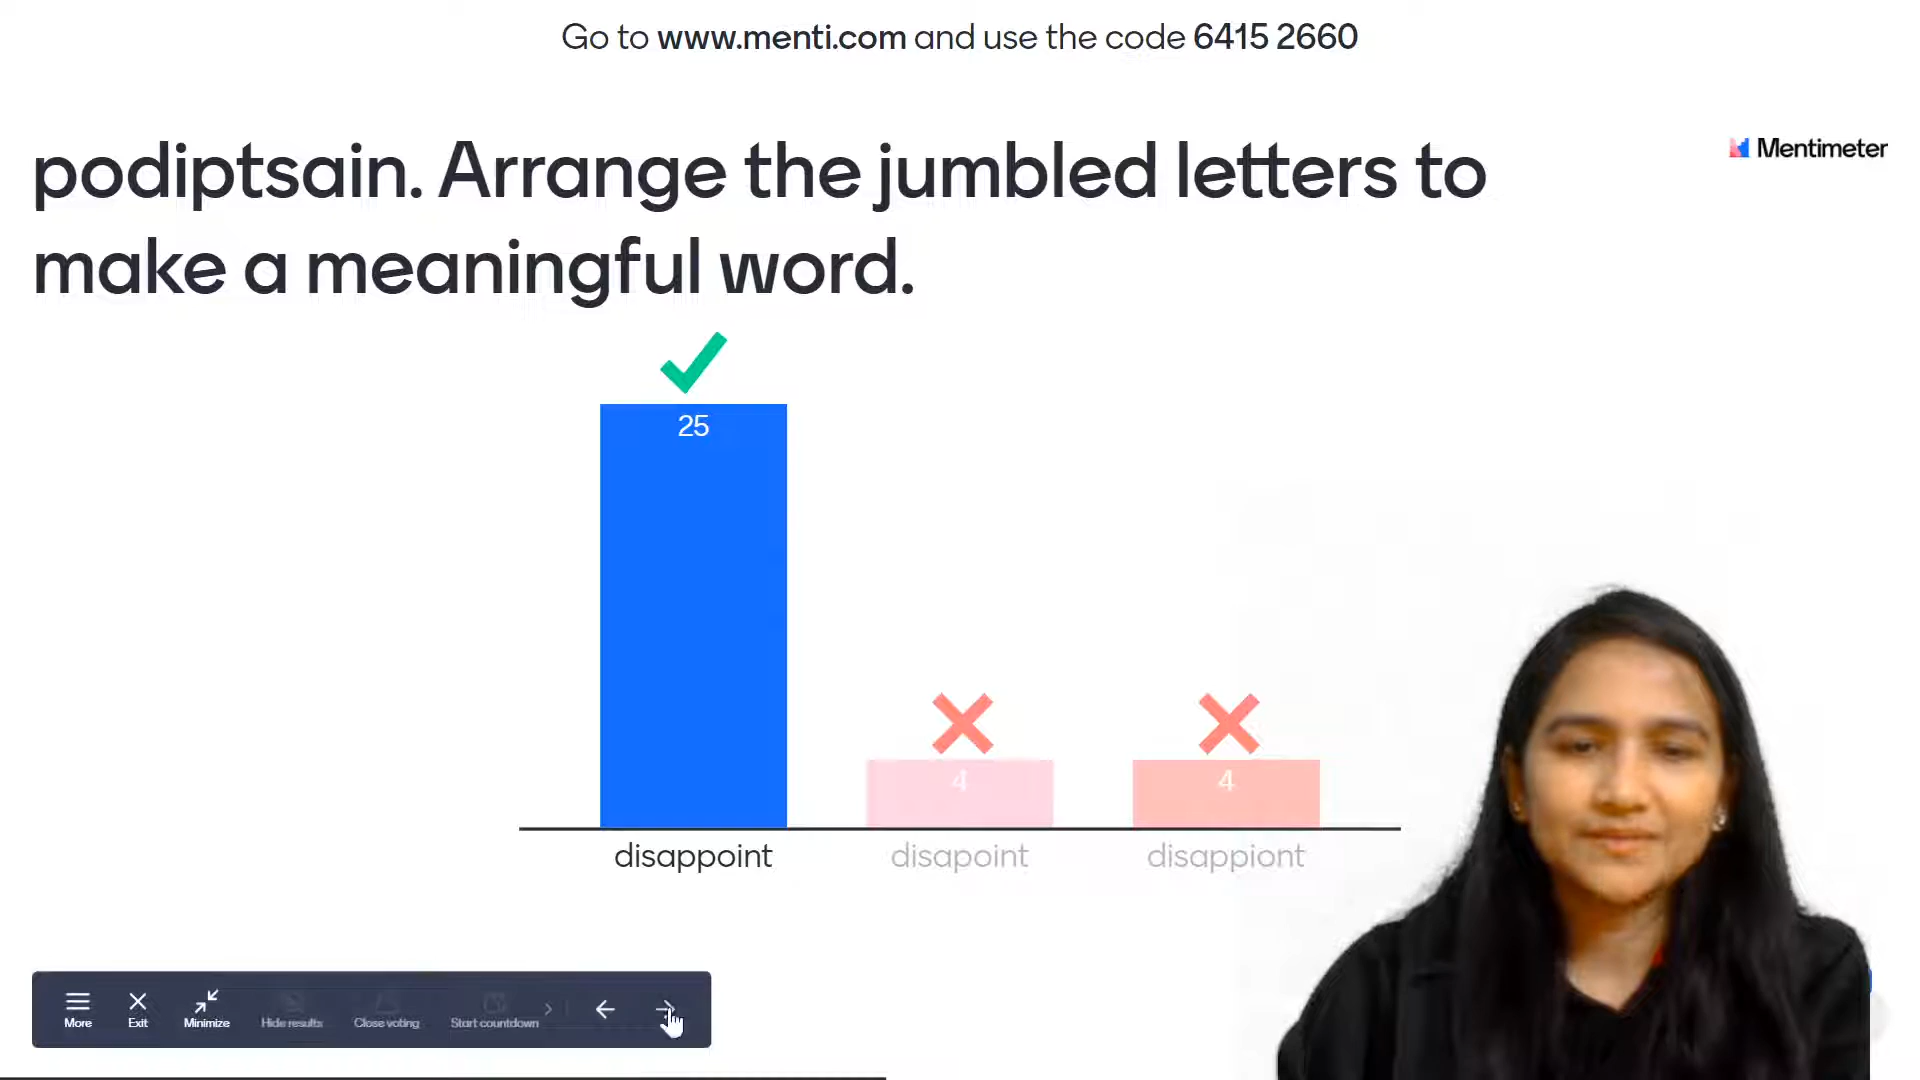 Go to www.menti.com and use the code 6415 2660
Mentimeter
podiptsain. Arrange the jumbled letters to
make a meaningful word.
25
4
4
disappoint
disapoint
disappiont
More
Exit
Minimize
Hide results
Close voting
Start countdown